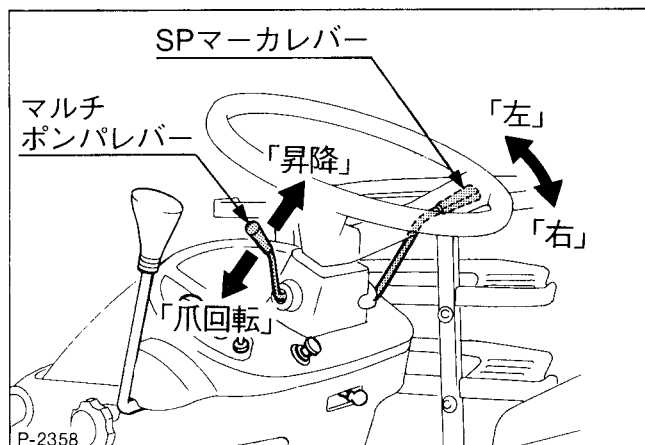 SPマーカレバー
マルチ
ポンパレバー
「昇降」
「左」
「右」
「爪回転」
P-2358